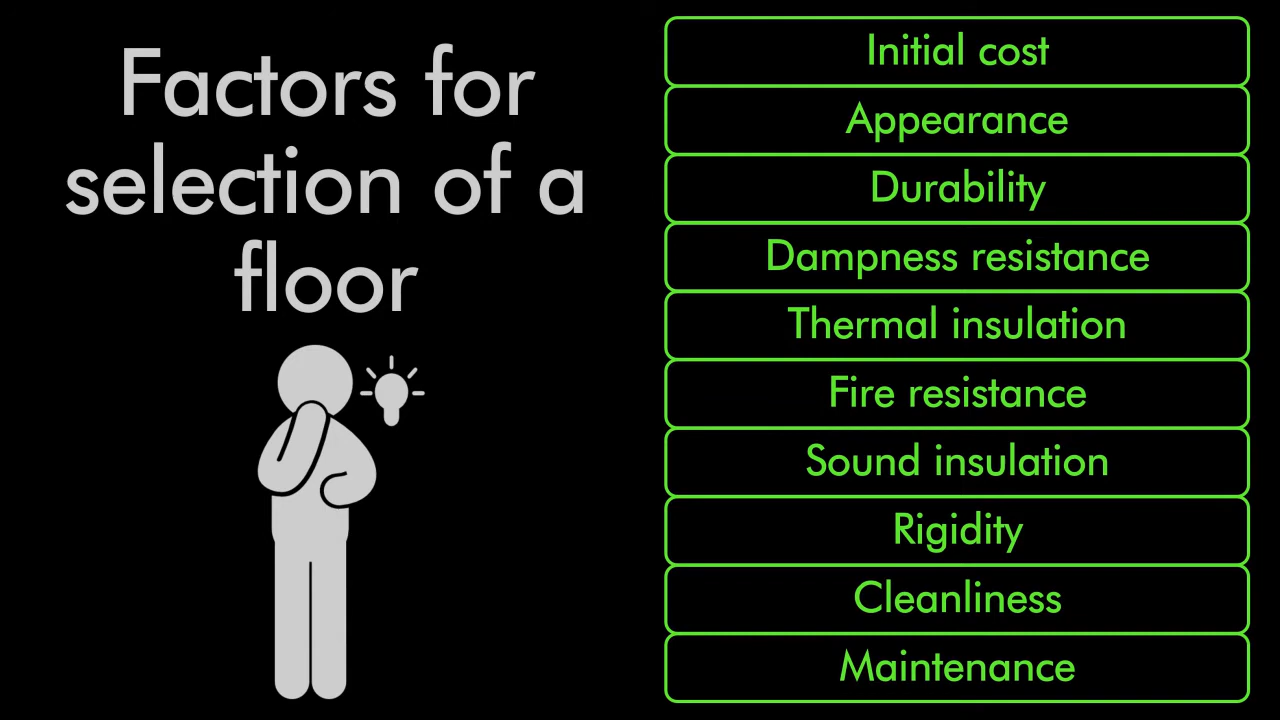 Factors for
selection of a
floor
Initial cost
Appearance
Durability
Dampness resistance
Thermal insulation
Fire resistance
Sound insulation
Rigidity
Cleanliness
Maintenance